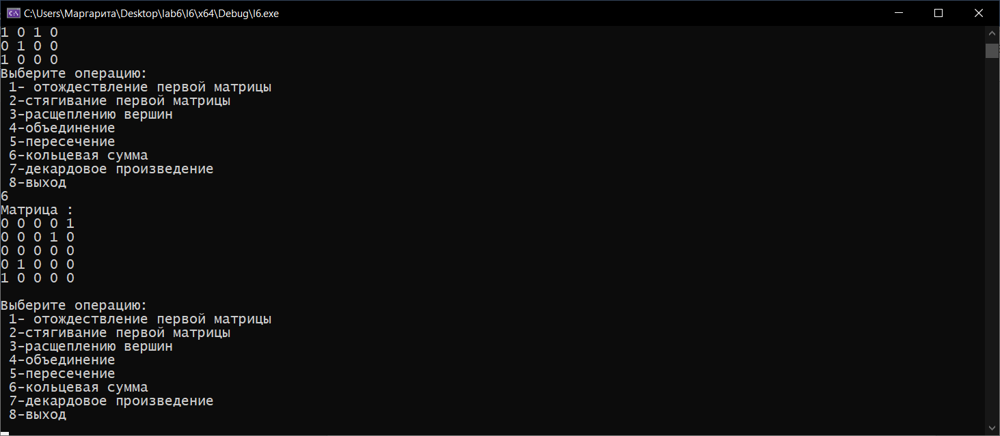 C:\Users\Маргарита\Desktop\lab6\l6\x64\Debug\l6.exe
1 0 1 0
0 1 0 0
1 0 0 0
Выберите операцию:
1- отождествление первой матрицы
2-стягивание первой матрицы
3-расщеплению вершин
4-объединение
5-пересечение
6-кольцевая сумма
7-декардовое произведение
8-выход
6
Матрица :
0 0 0 0 1
0 0 0 1 0
0 0 0 0 0
0 1 0 0 0
1 0 0 0 0
Выберите операцию:
1- отождествление первой матрицы
2-стягивание первой матрицы
3-расщеплению вершин
4-объединение
5-пересечение
6-кольцевая сумма
7-декардовое произведение
8-выход